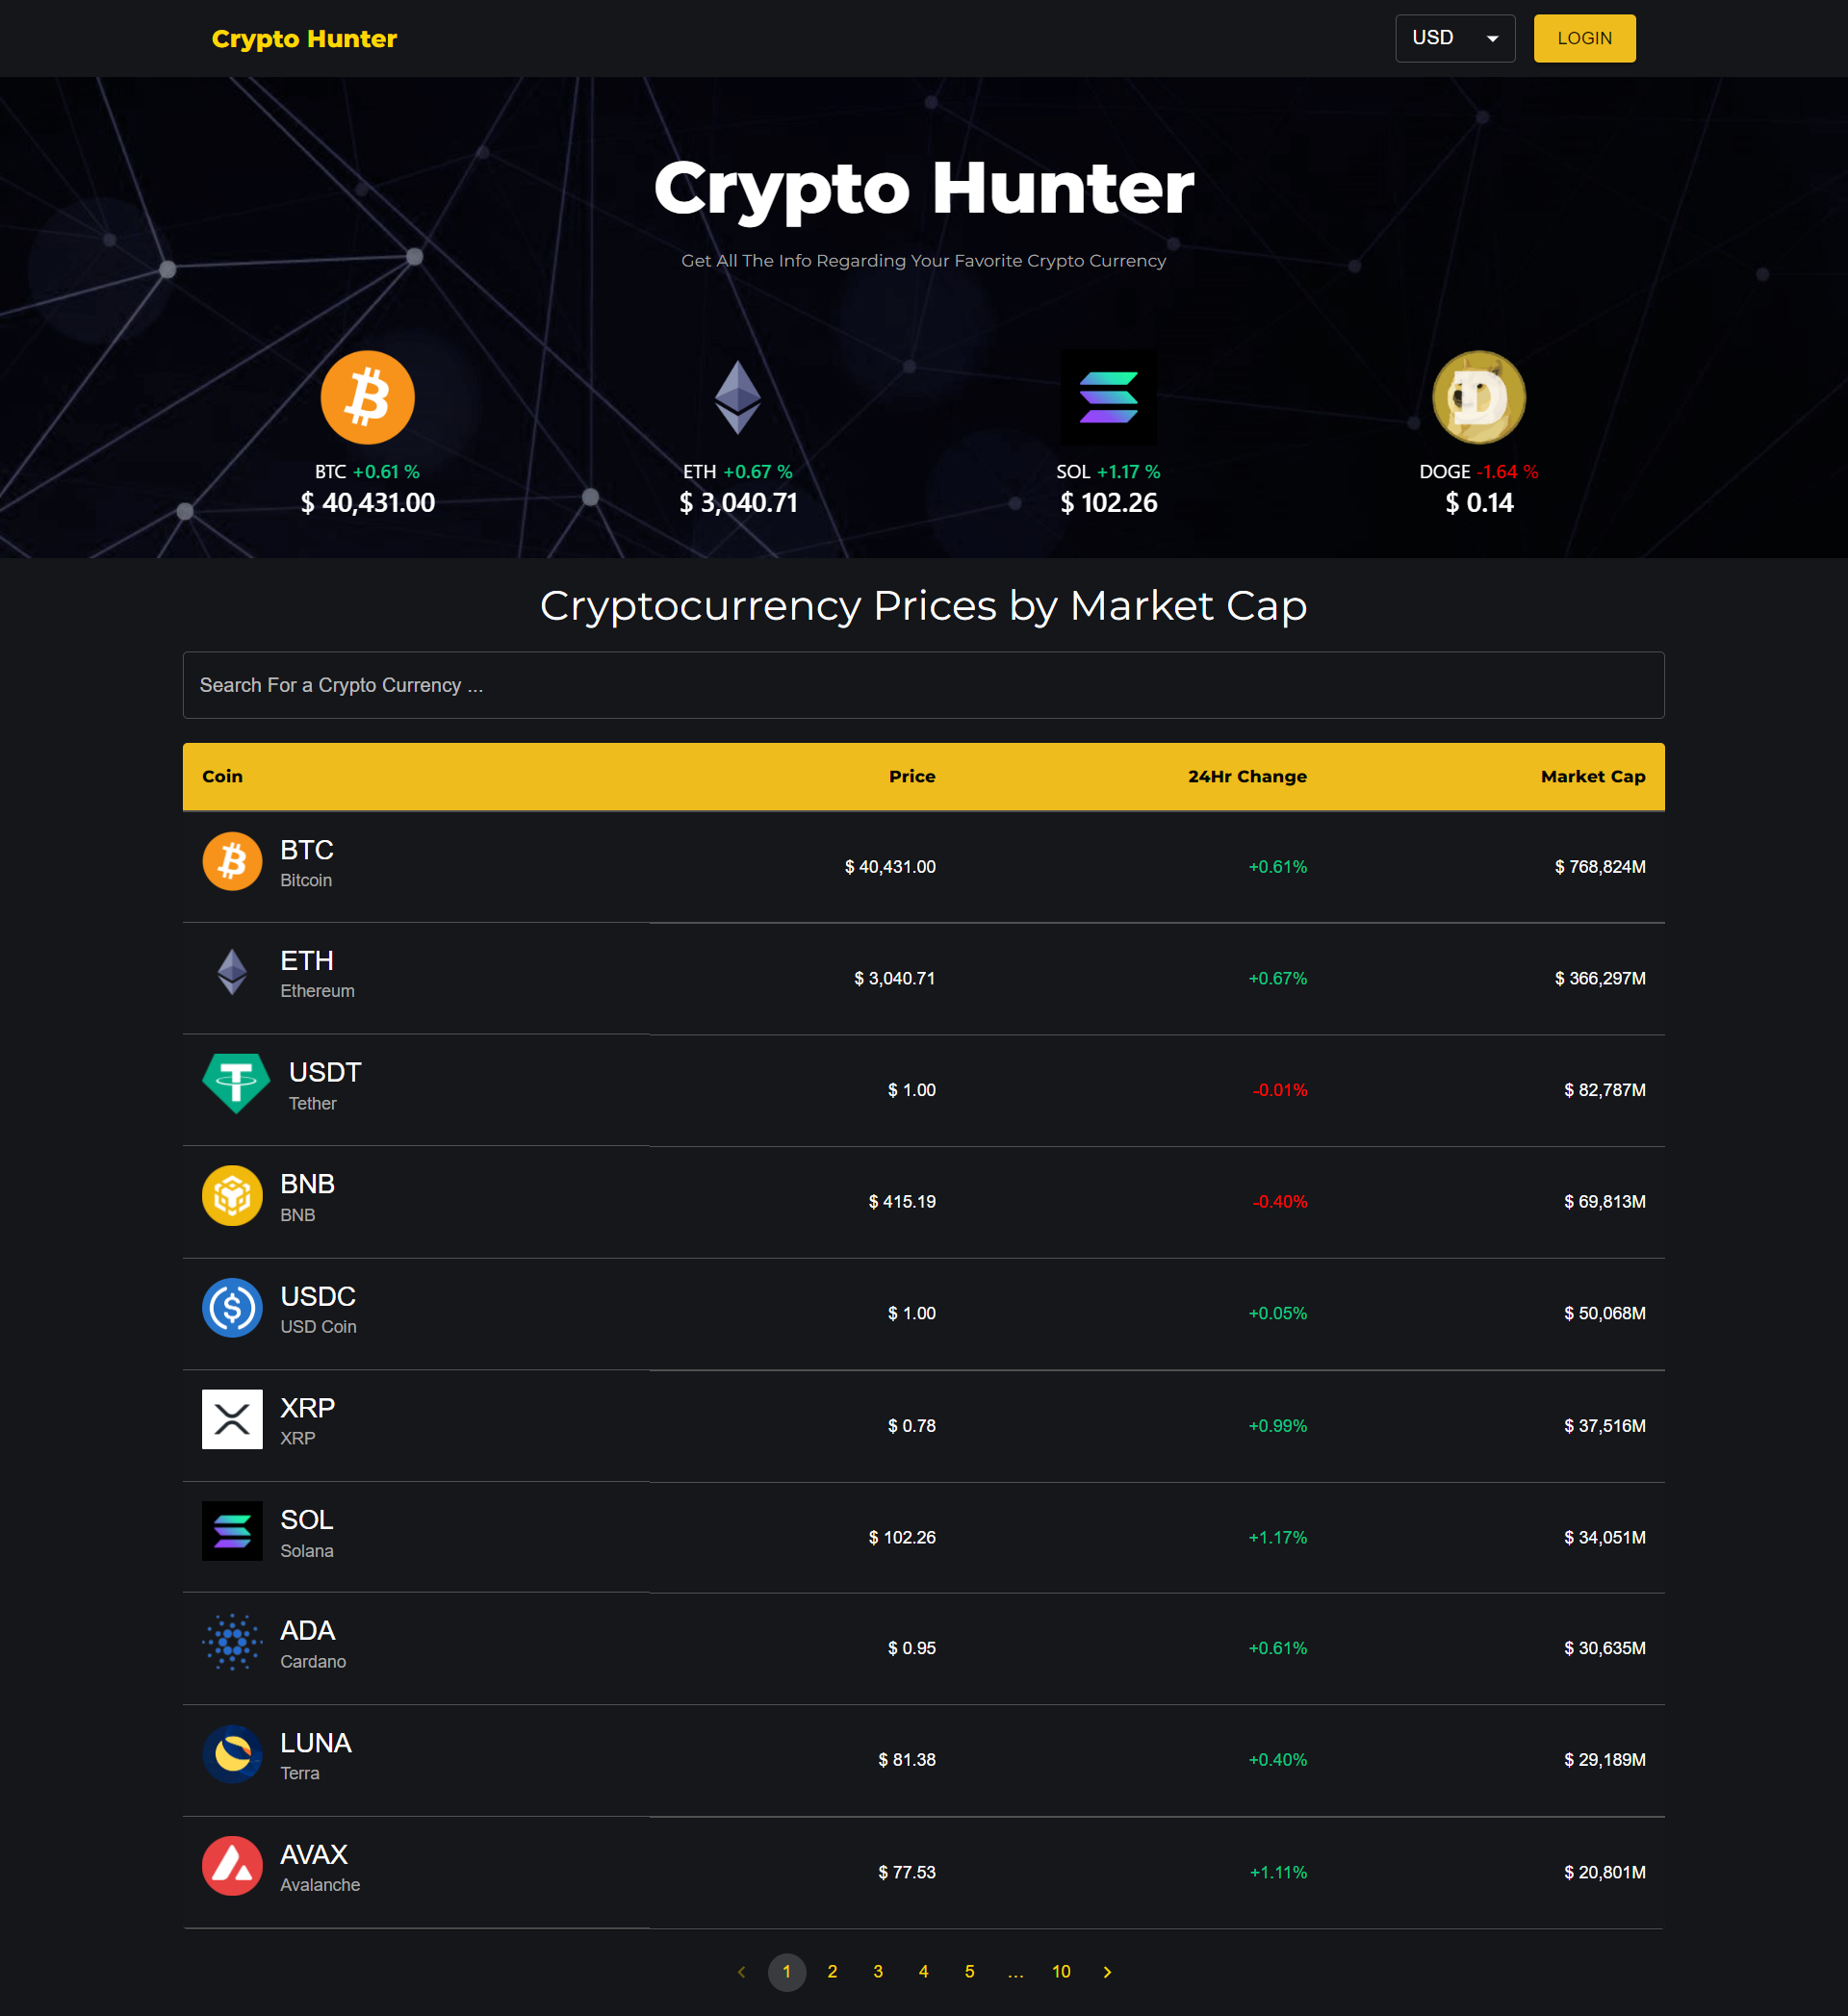 Crypto Hunter
USD
LOGIN
Crypto Hunter
Get All The Info Regarding Your Favorite Crypto Currency
BTC +0.61 %
$ 40,431.00
ETH +0.67 %
$ 3,040.71
SOL +1.17 %
$ 102.26
DOGE -1.64 %
$ 0.14
Cryptocurrency Prices by Market Cap
Search For a Crypto Currency ...
Coin Price 24Hr Change Market Cap
BTC
Bitcoin
$ 40,431.00 +0.61% $ 768,824M
ETH
Ethereum
$ 3,040.71 +0.67% $ 366,297M
USDT
Tether
$ 1.00 -0.01% $ 82,787M
BNB
BNB
$ 415.19 -0.40% $ 69,813M
USDC
USD Coin
$ 1.00 +0.05% $ 50,068M
XRP
XRP
$ 0.78 +0.99% $ 37,516M
SOL
Solana
$ 102.26 +1.17% $ 34,051M
ADA
Cardano
$ 0.95 +0.61% $ 30,635M
LUNA
Terra
$ 81.38 +0.40% $ 29,189M
AVAX
Avalanche
$ 77.53 +1.11% $ 20,801M
1 2 3 4 5 ... 10